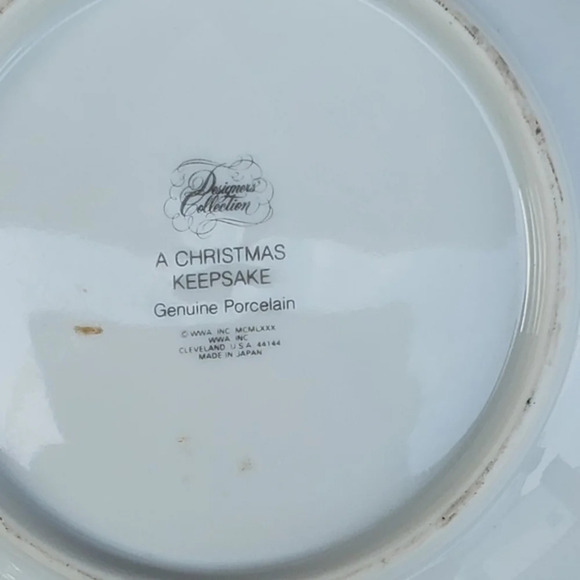 Designers'
Collection
A CHRISTMAS
KEEPSAKE
Genuine Porcelain
© WWA, INC. MCMLXXX
WWA, INC.
CLEVELAND, U.S.A. 44144
MADE IN JAPAN